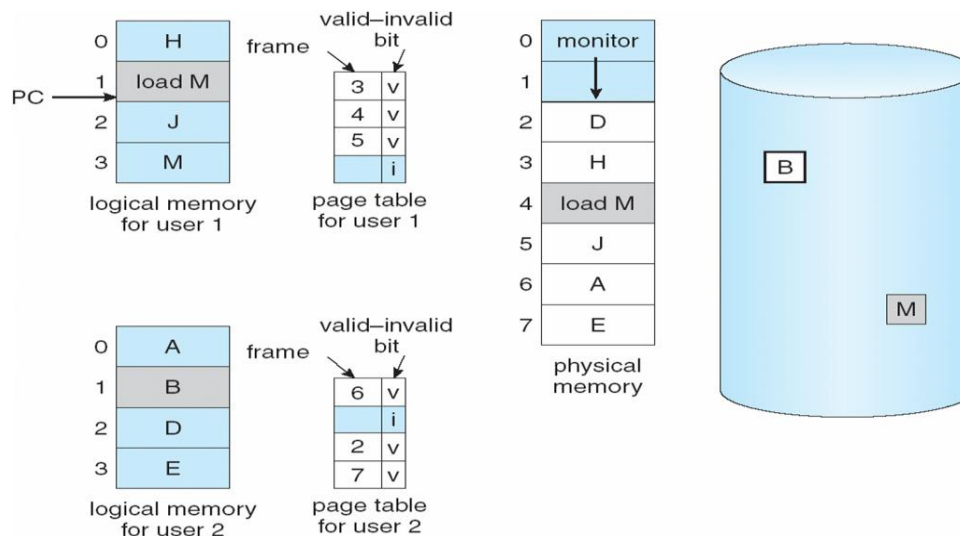 valid–invalid
bit
frame
0 H
1 load M
PC
2 J
3 M
3 v
4 v
5 v
i
logical memory
for user 1
page table
for user 1
0 monitor
1
2 D
3 H
4 load M
5 J
6 A
7 E
physical
memory
B
M
valid–invalid
bit
frame
0 A
1 B
2 D
3 E
6 v
i
2 v
7 v
logical memory
for user 2
page table
for user 2